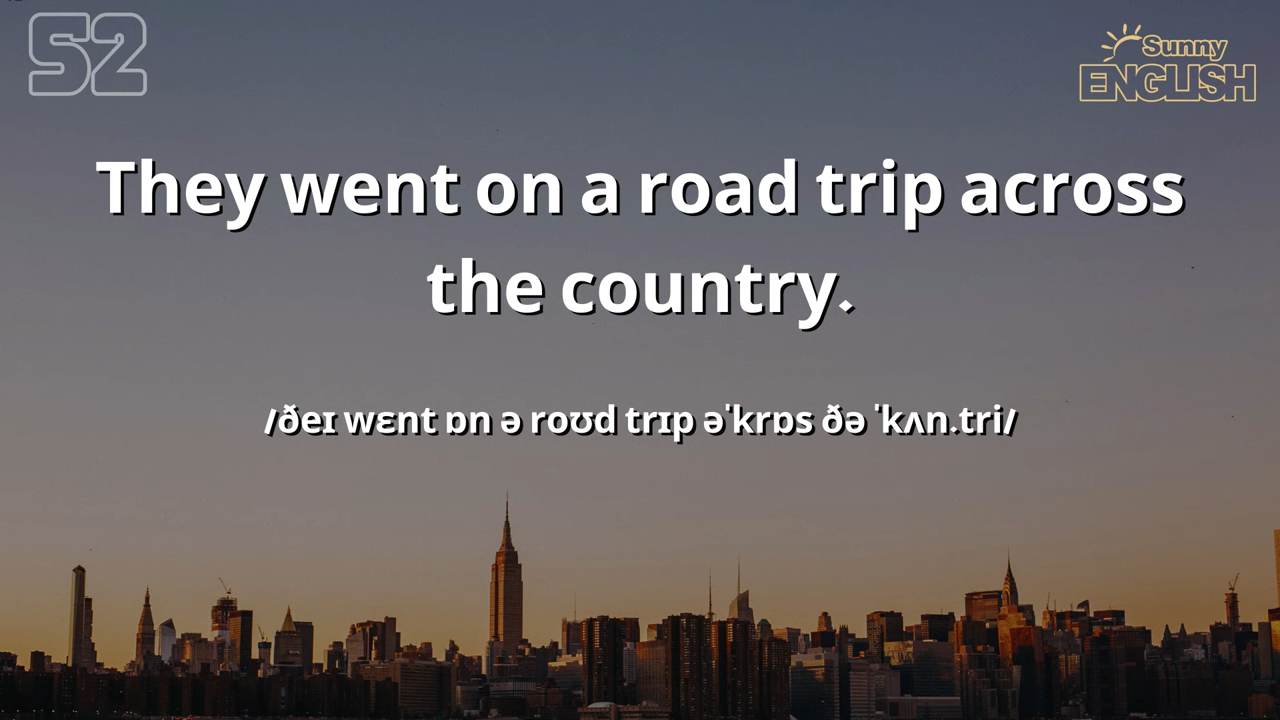 52
Sunny
ENGLISH
They went on a road trip across
the country.
/ðeɪ wɛnt ɒn ə roʊd trɪp əˈkrɒs ðə ˈkʌn.tri/